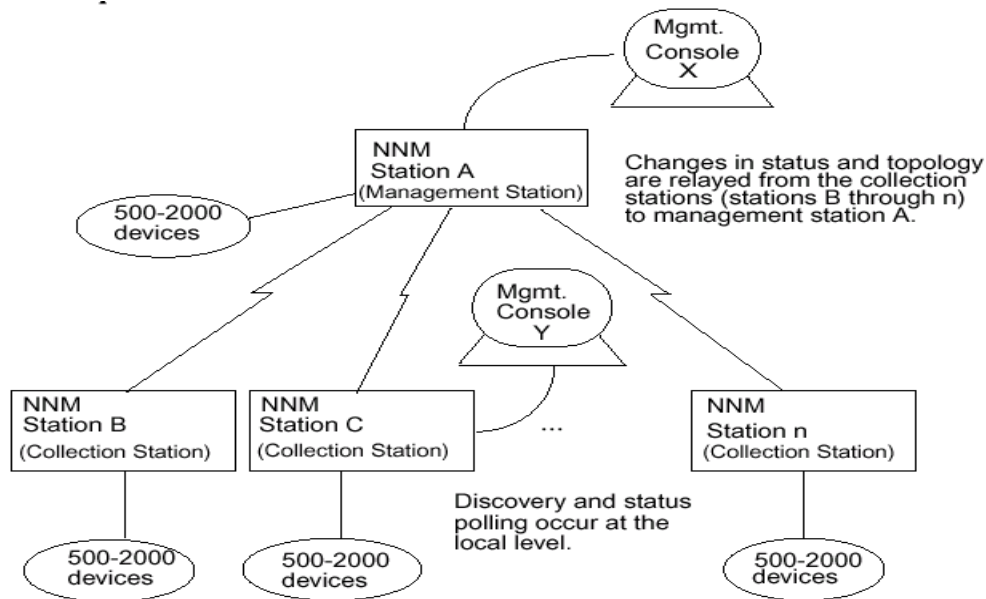 Mgmt.
Console
X
NNM
Station A
(Management Station)
Changes in status and topology
are relayed from the collection
stations (stations B through n)
to management station A.
500-2000
devices
Mgmt.
Console
Y
NNM
Station B
(Collection Station)
NNM
Station C
(Collection Station)
...
NNM
Station n
(Collection Station)
Discovery and status
polling occur at the
local level.
500-2000
devices
500-2000
devices
500-2000
devices